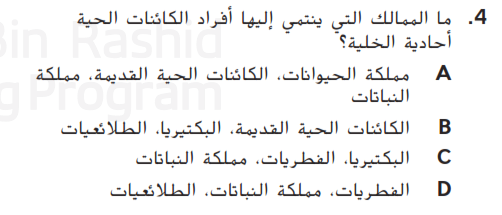 4. ما الممالك التي ينتمي إليها أفراد الكائنات الحية
أحادية الخلية؟
A مملكة الحيوانات، الكائنات الحية القديمة، مملكة
النباتات
B الكائنات الحية القديمة، البكتيريا، الطلائعيات
C البكتيريا، الفطريات، مملكة النباتات
D الفطريات، مملكة النباتات، الطلائعيات
Bin Rashid
g Program